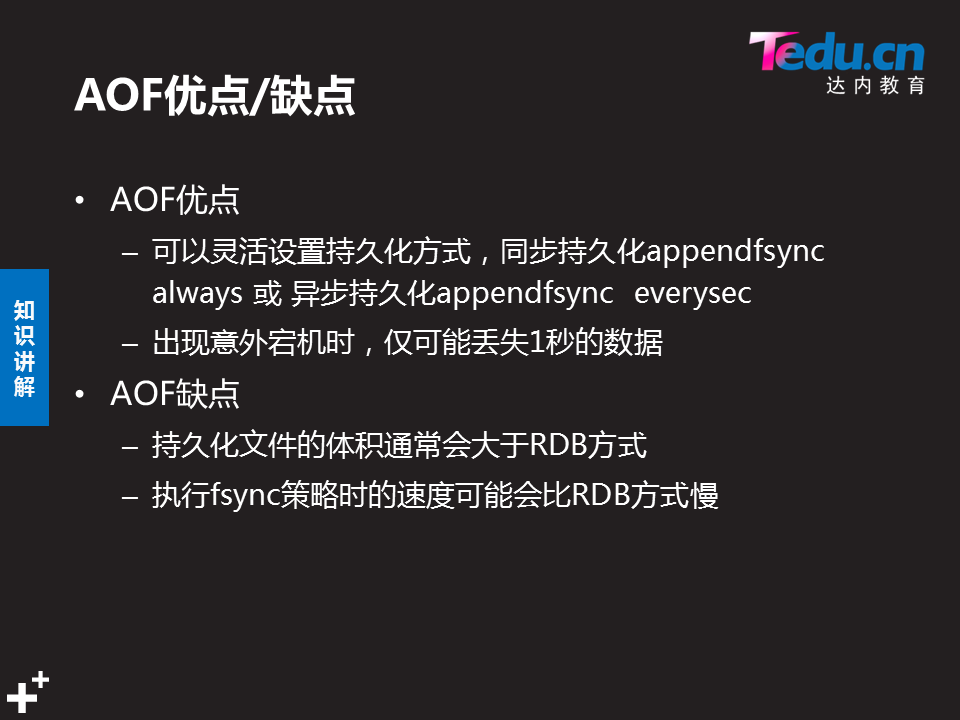 Tedu.cn
达内教育
AOF优点/缺点
• AOF优点
– 可以灵活设置持久化方式，同步持久化appendfsync
always 或 异步持久化appendfsync everysec
– 出现意外宕机时，仅可能丢失1秒的数据
• AOF缺点
– 持久化文件的体积通常会大于RDB方式
– 执行fsync策略时的速度可能会比RDB方式慢
知
识
讲
解